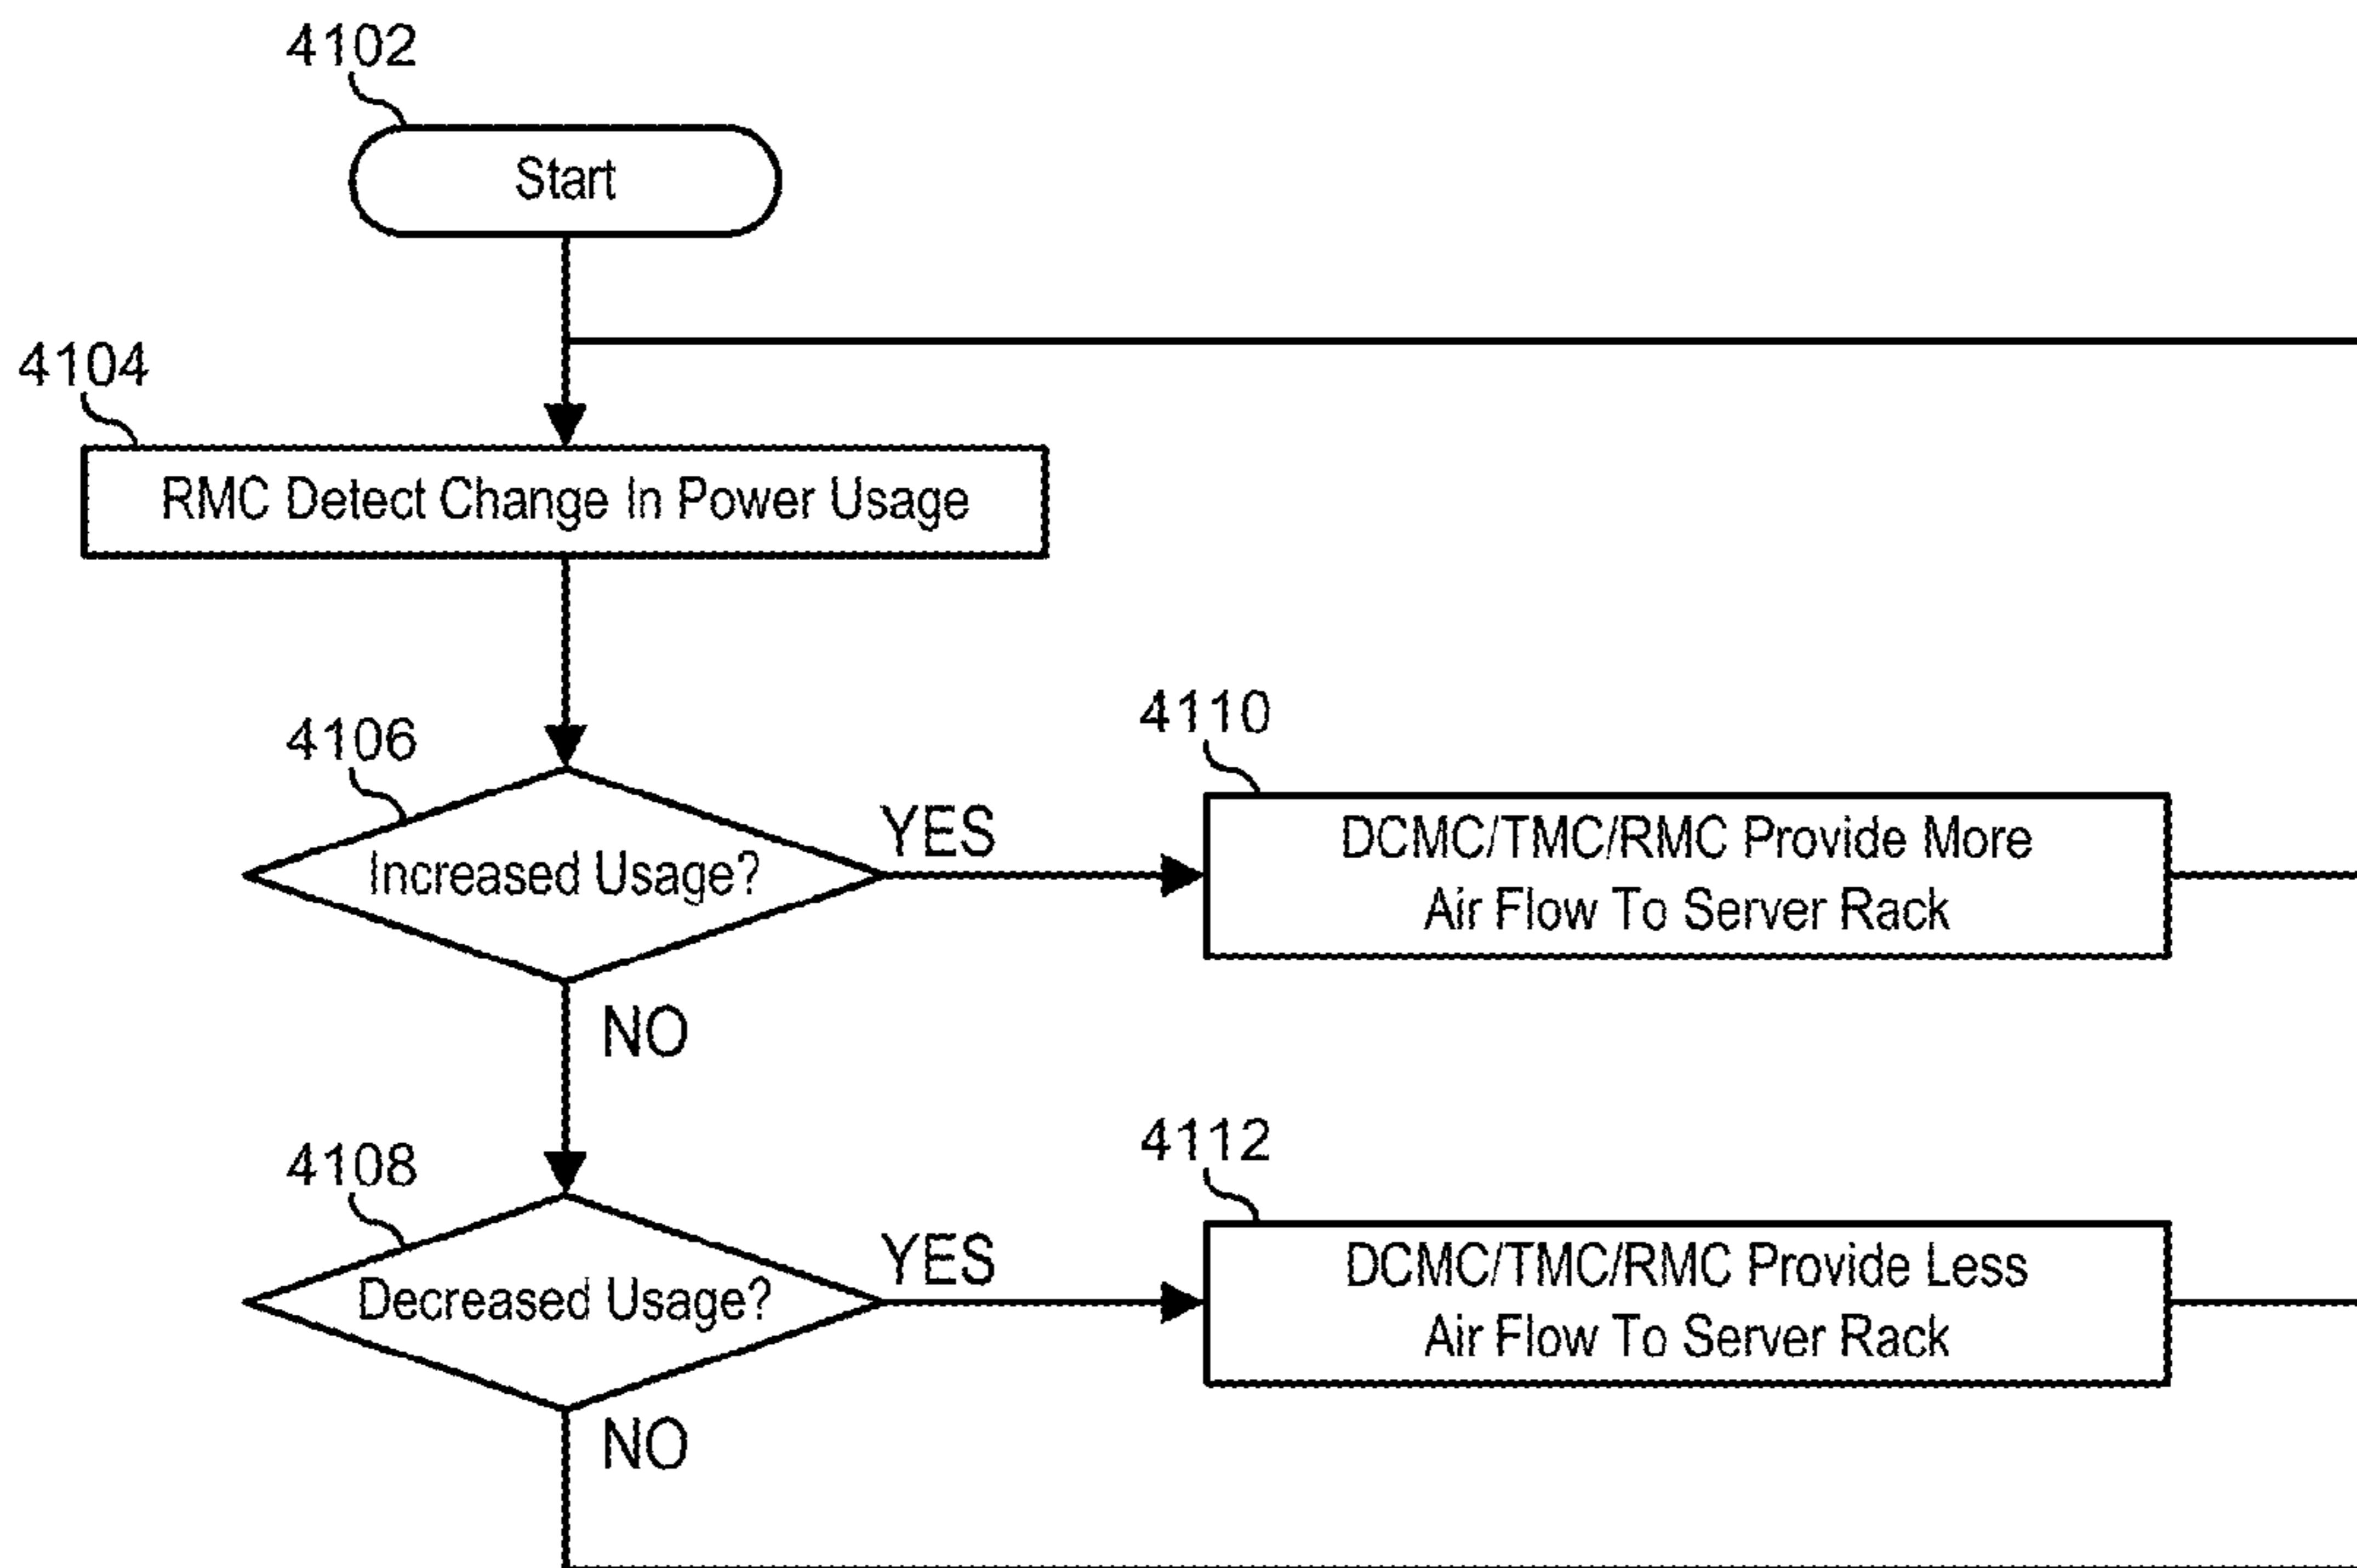 4102
Start
4104
RMC Detect Change In Power Usage
4106
Increased Usage?
YES
4110
DCMC/TMC/RMC Provide More
Air Flow To Server Rack
NO
4108
Decreased Usage?
YES
4112
DCMC/TMC/RMC Provide Less
Air Flow To Server Rack
NO